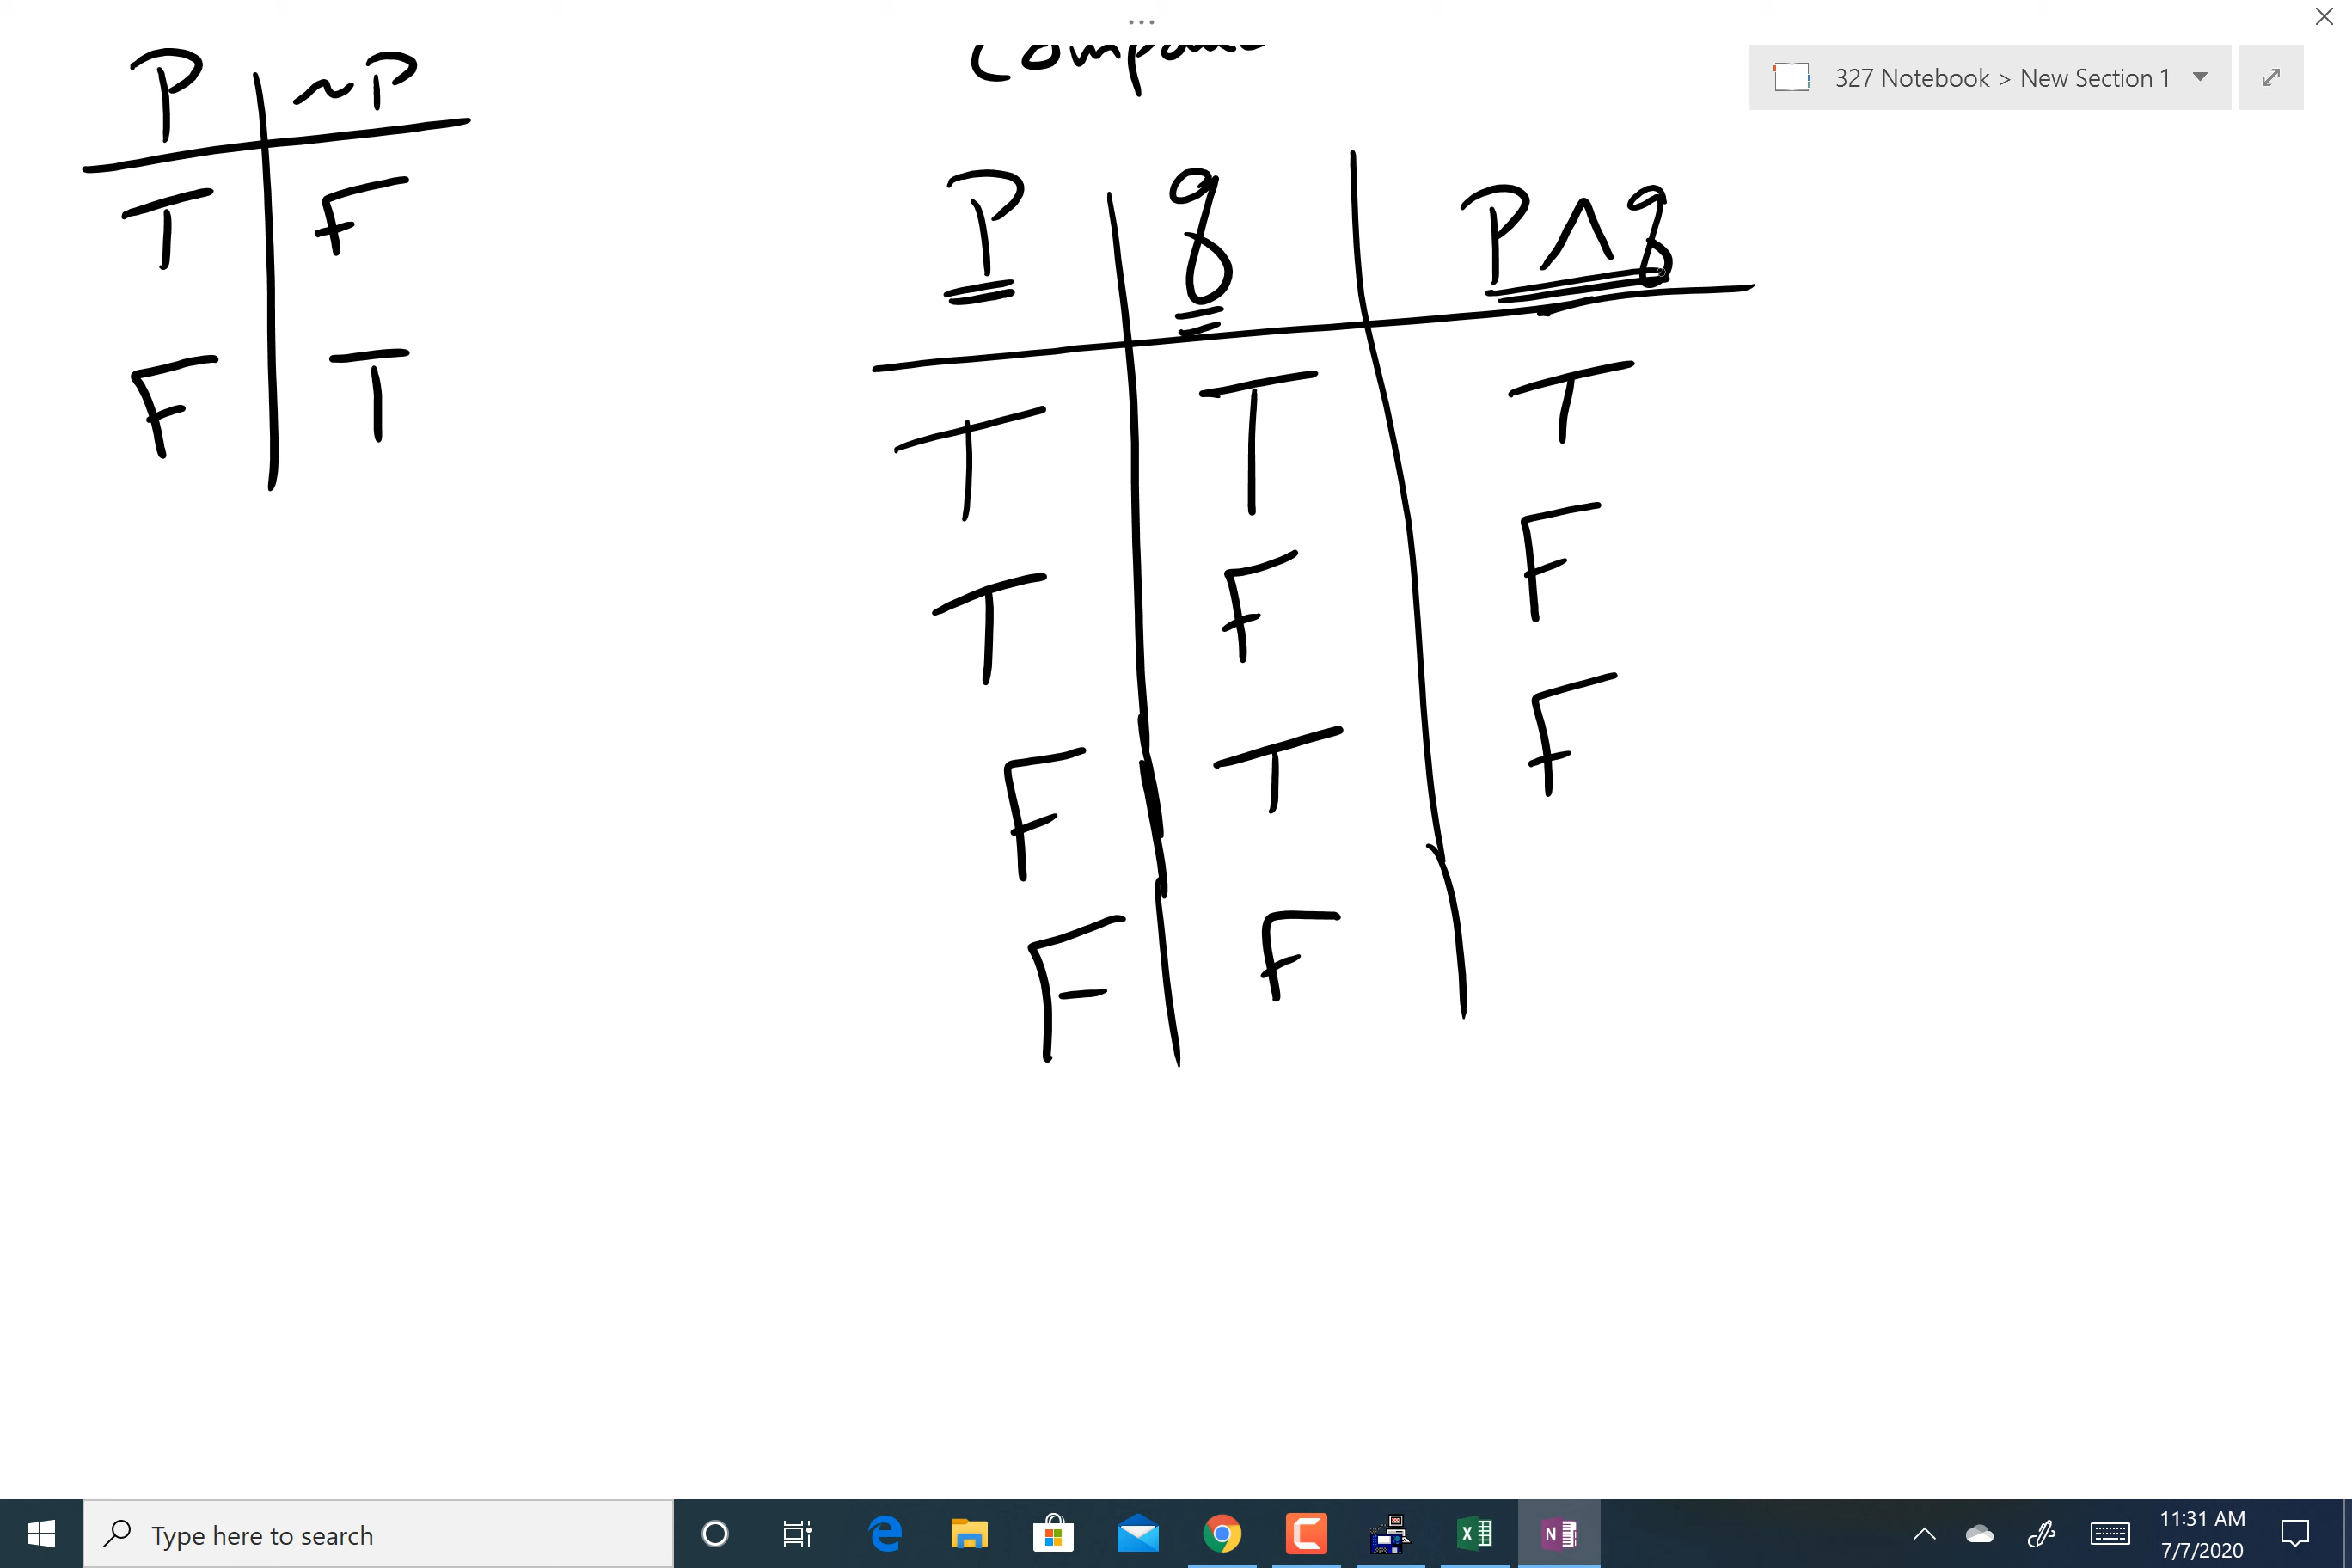 ...
327 Notebook > New Section 1
P ~P
T F
F T
P q P∧q
T T T
T F F
F T F
F F
Type here to search
11:31 AM
7/7/2020